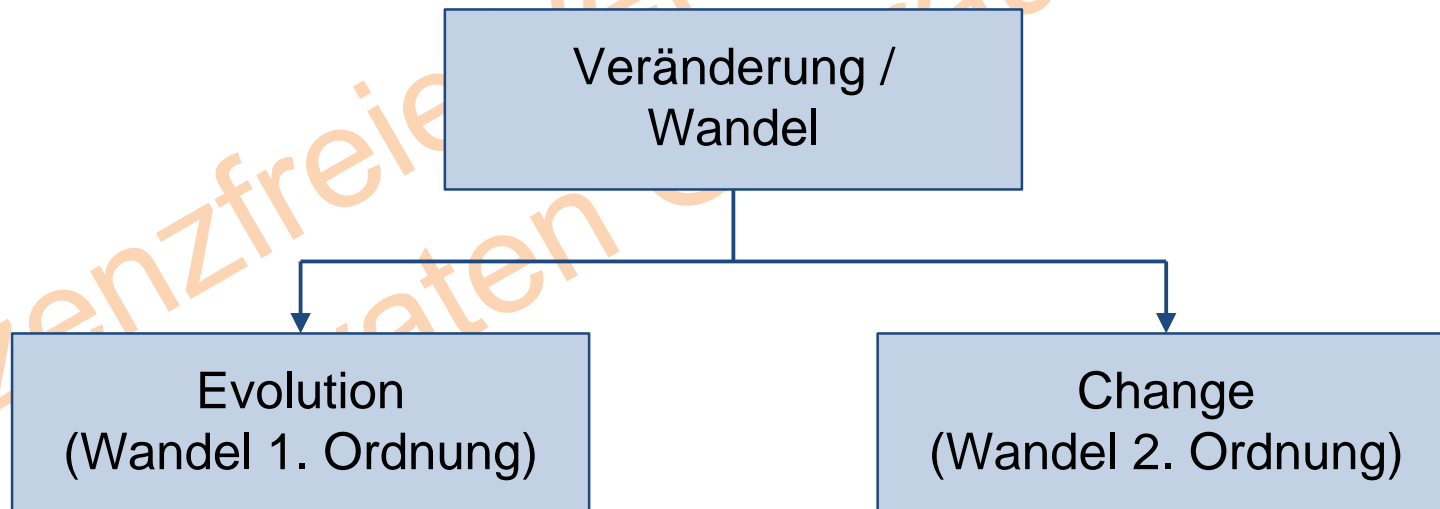 Veränderung /
Wandel
Evolution
(Wandel 1. Ordnung)
Change
(Wandel 2. Ordnung)